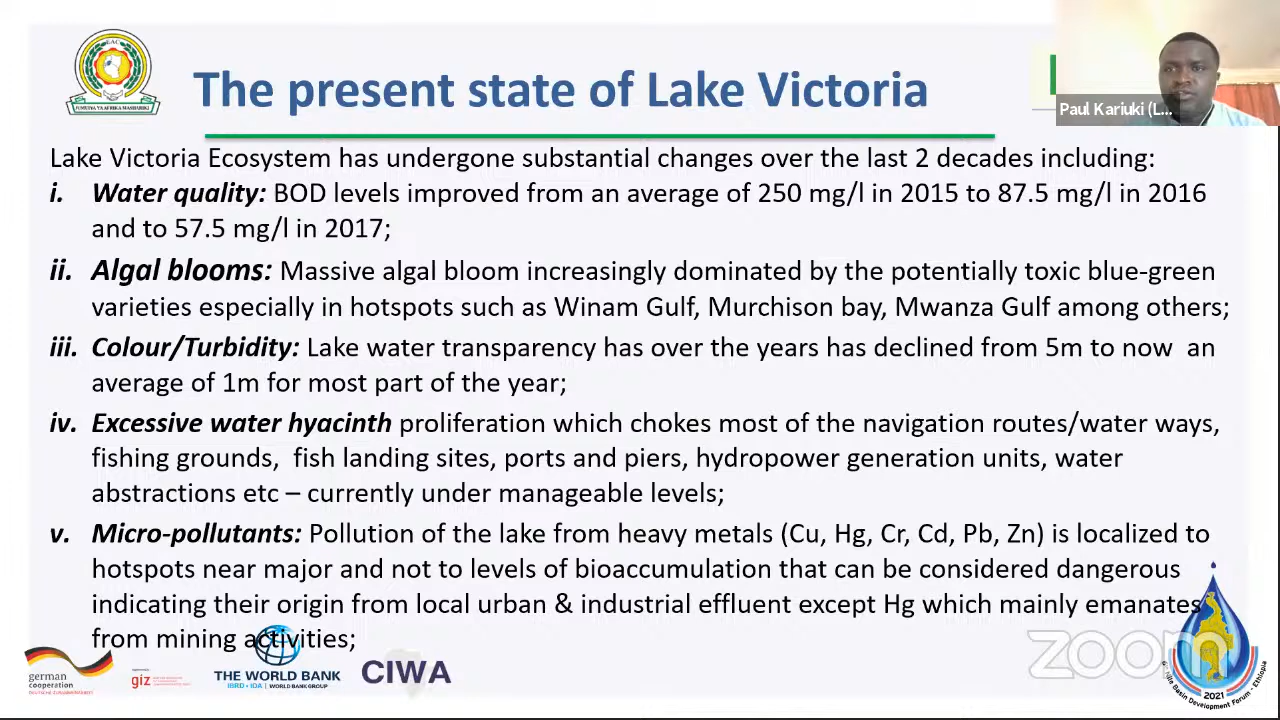 The present state of Lake Victoria
Paul Kariuki (L...
Lake Victoria Ecosystem has undergone substantial changes over the last 2 decades including:
i. Water quality: BOD levels improved from an average of 250 mg/l in 2015 to 87.5 mg/l in 2016
and to 57.5 mg/l in 2017;
ii. Algal blooms: Massive algal bloom increasingly dominated by the potentially toxic blue-green
varieties especially in hotspots such as Winam Gulf, Murchison bay, Mwanza Gulf among others;
iii. Colour/Turbidity: Lake water transparency has over the years has declined from 5m to now an
average of 1m for most part of the year;
iv. Excessive water hyacinth proliferation which chokes most of the navigation routes/water ways,
fishing grounds, fish landing sites, ports and piers, hydropower generation units, water
abstractions etc – currently under manageable levels;
v. Micro-pollutants: Pollution of the lake from heavy metals (Cu, Hg, Cr, Cd, Pb, Zn) is localized to
hotspots near major and not to levels of bioaccumulation that can be considered dangerous
indicating their origin from local urban & industrial effluent except Hg which mainly emanates
from mining activities;
german
cooperation
giz
THE WORLD BANK
IBRD • IDA | WORLD BANK GROUP
CIWA
zoom
2021
Basin Development Forum - Ethiopia